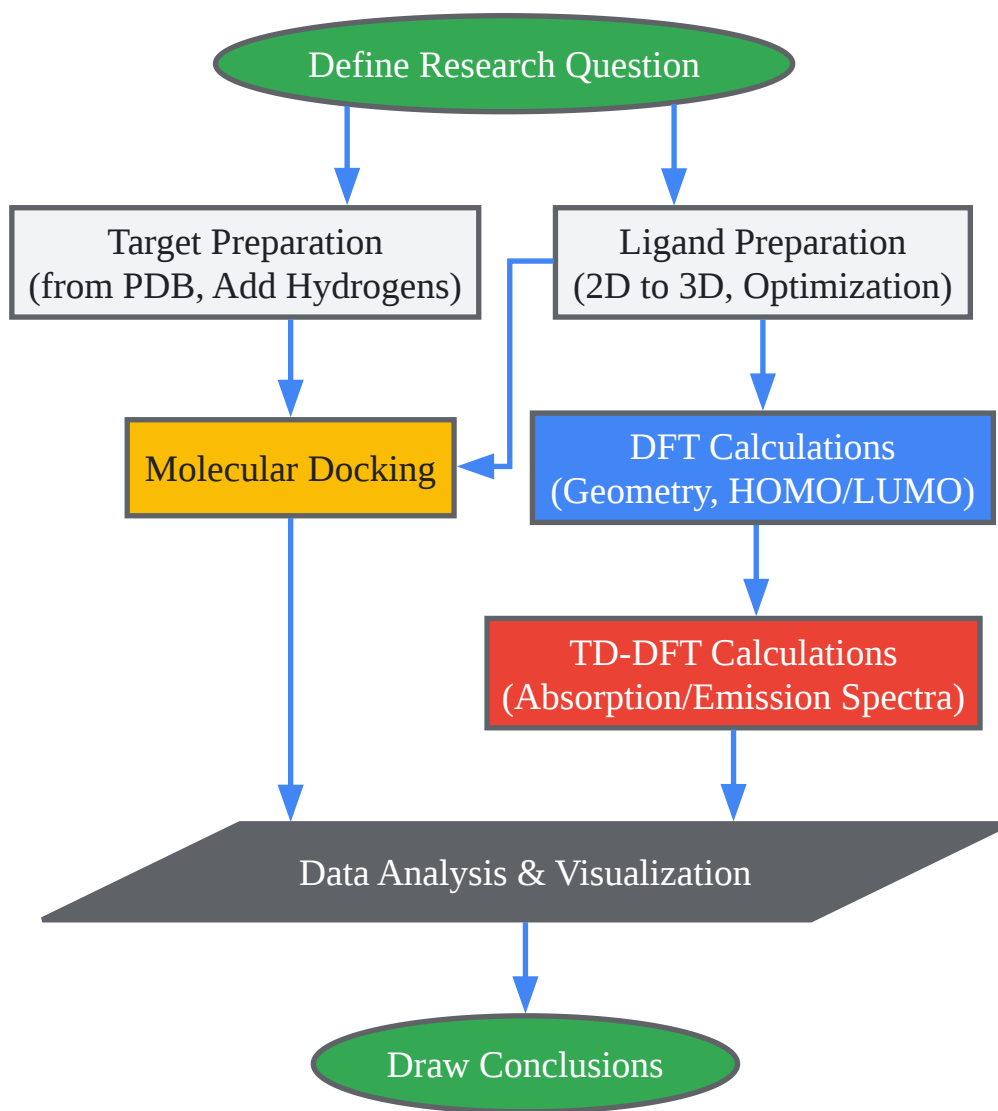 Define Research Question
Target Preparation
(from PDB, Add Hydrogens)
Ligand Preparation
(2D to 3D, Optimization)
Molecular Docking
DFT Calculations
(Geometry, HOMO/LUMO)
TD-DFT Calculations
(Absorption/Emission Spectra)
Data Analysis & Visualization
Draw Conclusions